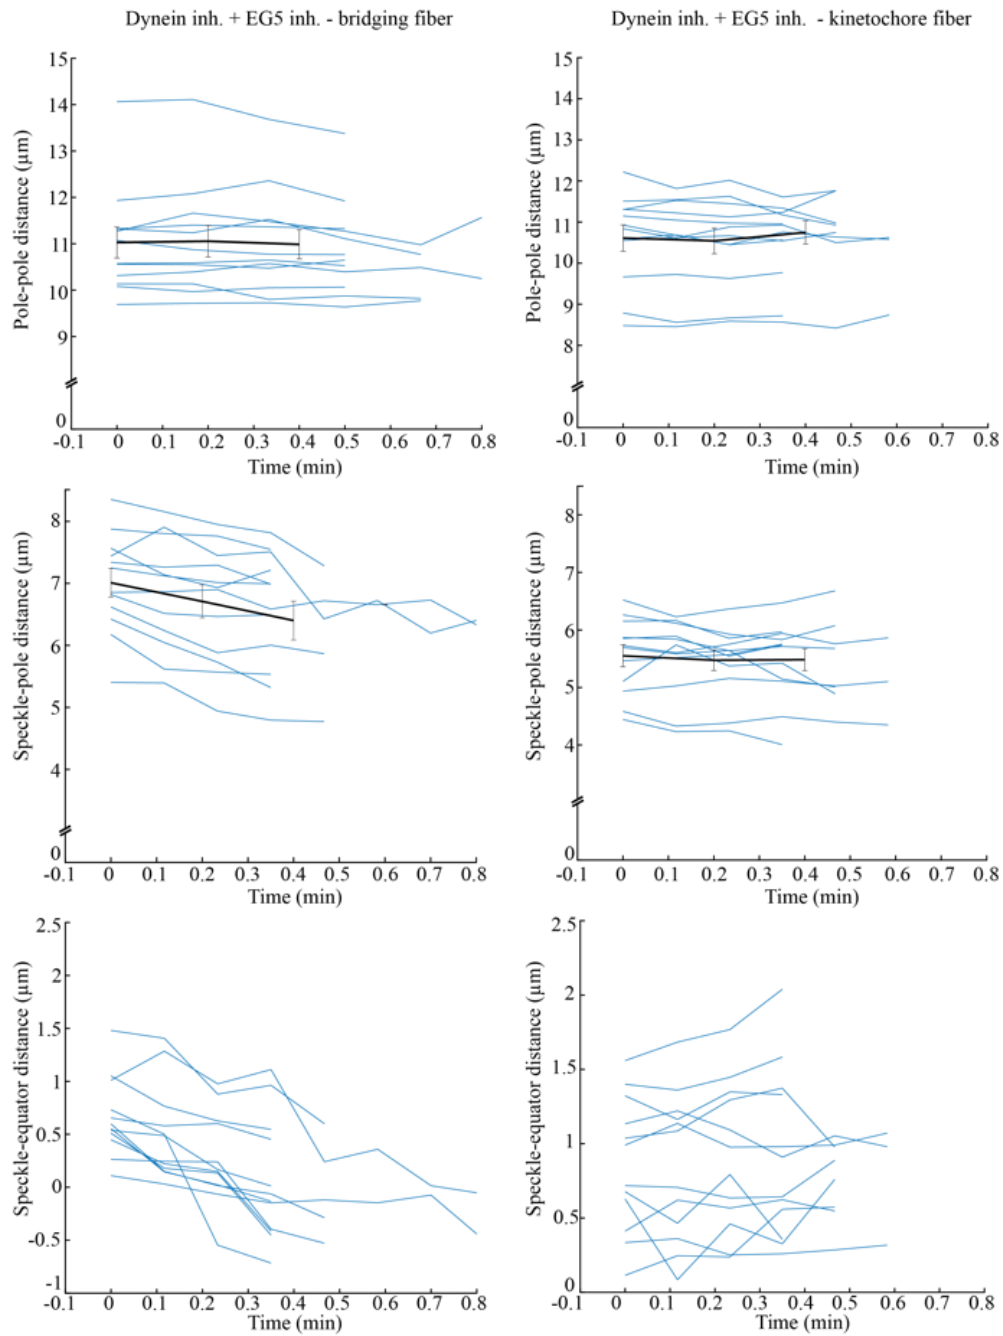 Dynein inh. + EG5 inh. - bridging fiber
Dynein inh. + EG5 inh. - kinetochore fiber
Pole-pole distance (µm)
15
14
13
12
11
10
9
0
-0.1 0 0.1 0.2 0.3 0.4 0.5 0.6 0.7 0.8
Time (min)
Pole-pole distance (µm)
15
14
13
12
11
10
9
8
0
-0.1 0 0.1 0.2 0.3 0.4 0.5 0.6 0.7 0.8
Time (min)
Speckle-pole distance (µm)
8
7
6
5
4
0
-0.1 0 0.1 0.2 0.3 0.4 0.5 0.6 0.7 0.8
Time (min)
Speckle-pole distance (µm)
8
7
6
5
4
0
-0.1 0 0.1 0.2 0.3 0.4 0.5 0.6 0.7 0.8
Time (min)
Speckle-equator distance (µm)
2.5
2
1.5
1
0.5
0
-0.5
-1
-0.1 0 0.1 0.2 0.3 0.4 0.5 0.6 0.7 0.8
Time (min)
Speckle-equator distance (µm)
2.5
2
1.5
1
0.5
0
-0.1 0 0.1 0.2 0.3 0.4 0.5 0.6 0.7 0.8
Time (min)